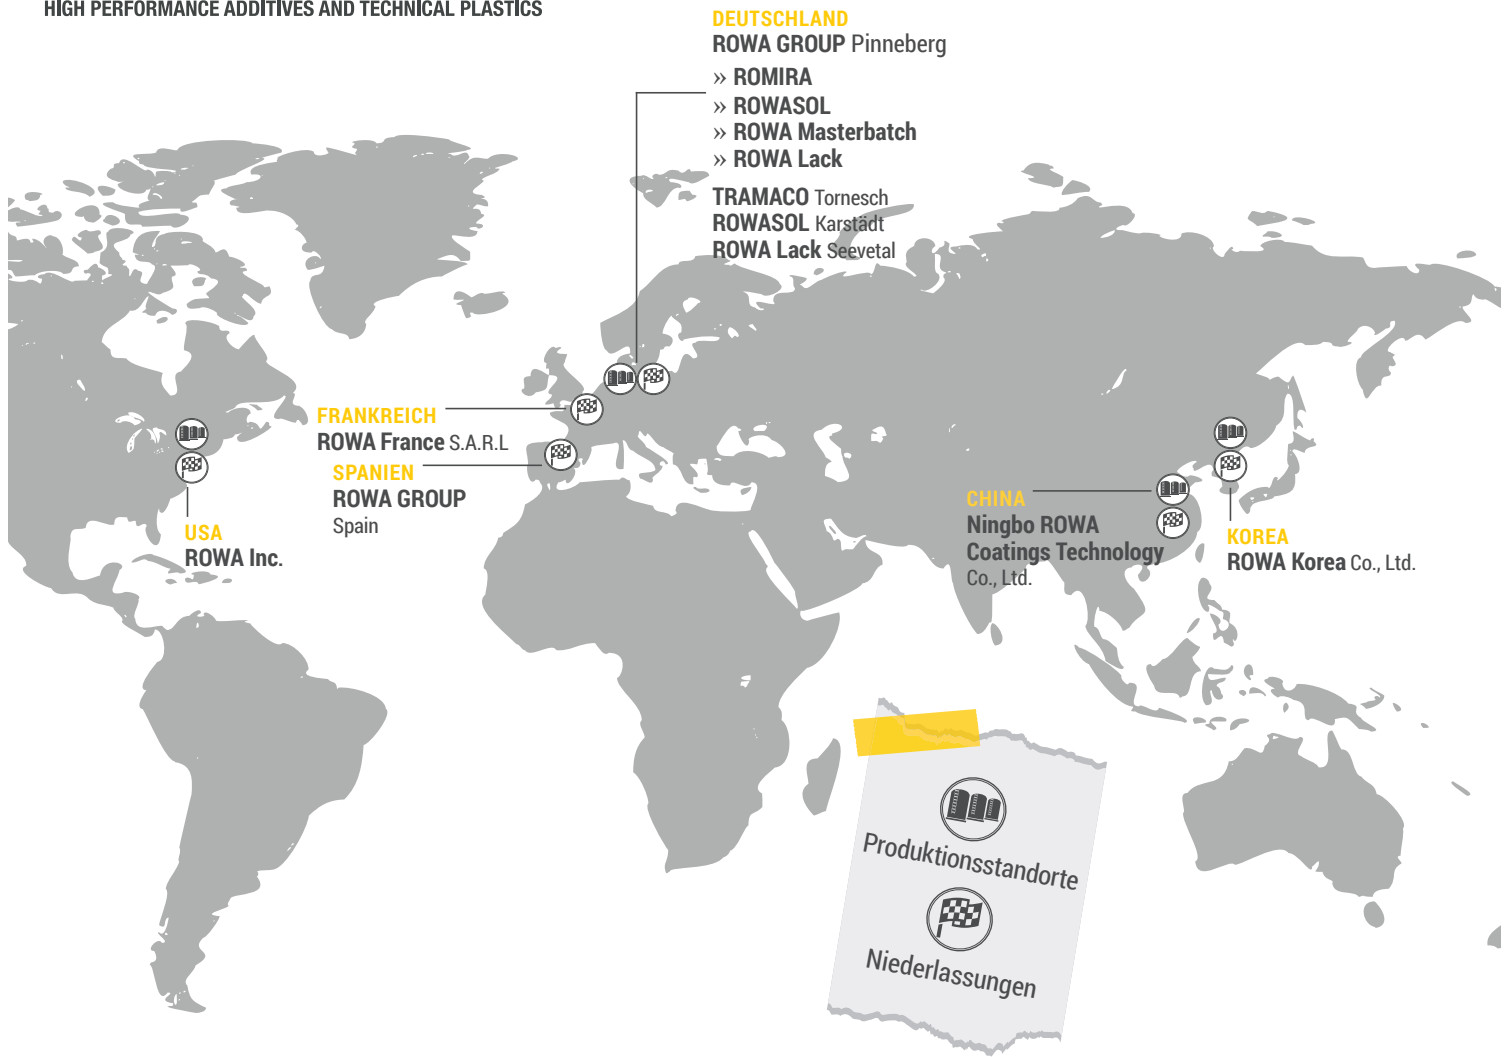 HIGH PERFORMANCE ADDITIVES AND TECHNICAL PLASTICS
DEUTSCHLAND
ROWA GROUP Pinneberg
» ROMIRA
» ROWASOL
» ROWA Masterbatch
» ROWA Lack
TRAMACO Tornesch
ROWASOL Karstädt
ROWA Lack Seevetal
FRANKREICH
ROWA France S.A.R.L
SPANIEN
ROWA GROUP
Spain
USA
ROWA Inc.
CHINA
Ningbo ROWA
Coatings Technology
Co., Ltd.
KOREA
ROWA Korea Co., Ltd.
Produktionsstandorte
Niederlassungen